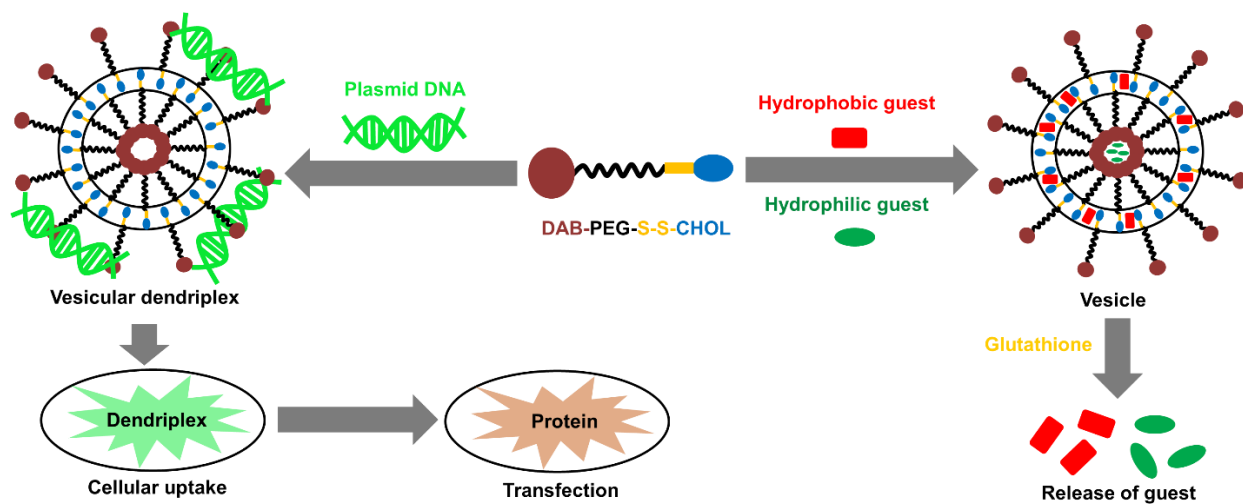 Plasmid DNA
Hydrophobic guest
Hydrophilic guest
DAB-PEG-S-S-CHOL
Vesicular dendriplex
Vesicle
Glutathione
Dendriplex
Protein
Cellular uptake
Transfection
Release of guest